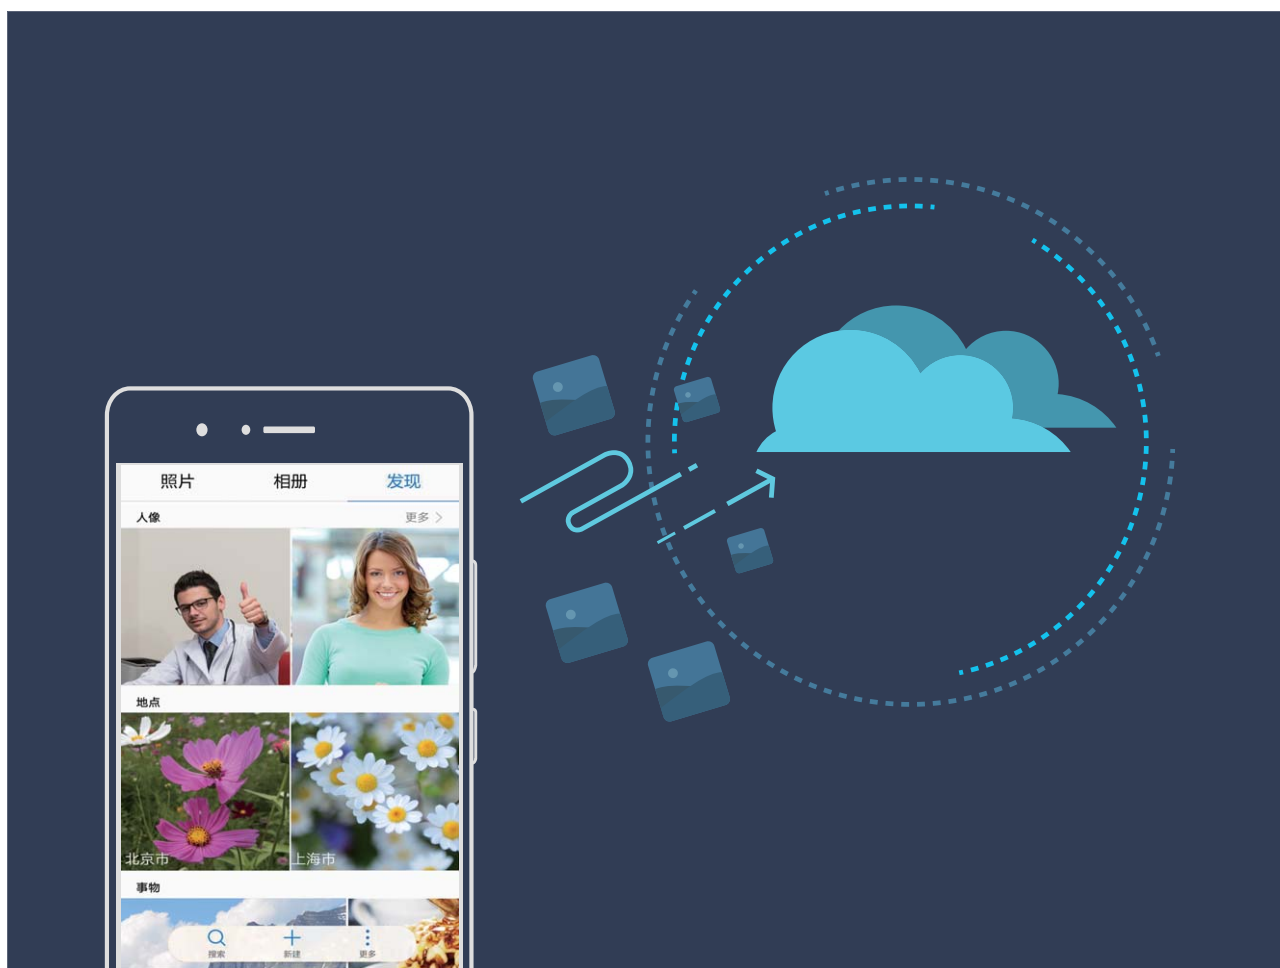 照片 相册 发现
人像 更多
地点
北京市 上海市
事物
搜索 新建 更多